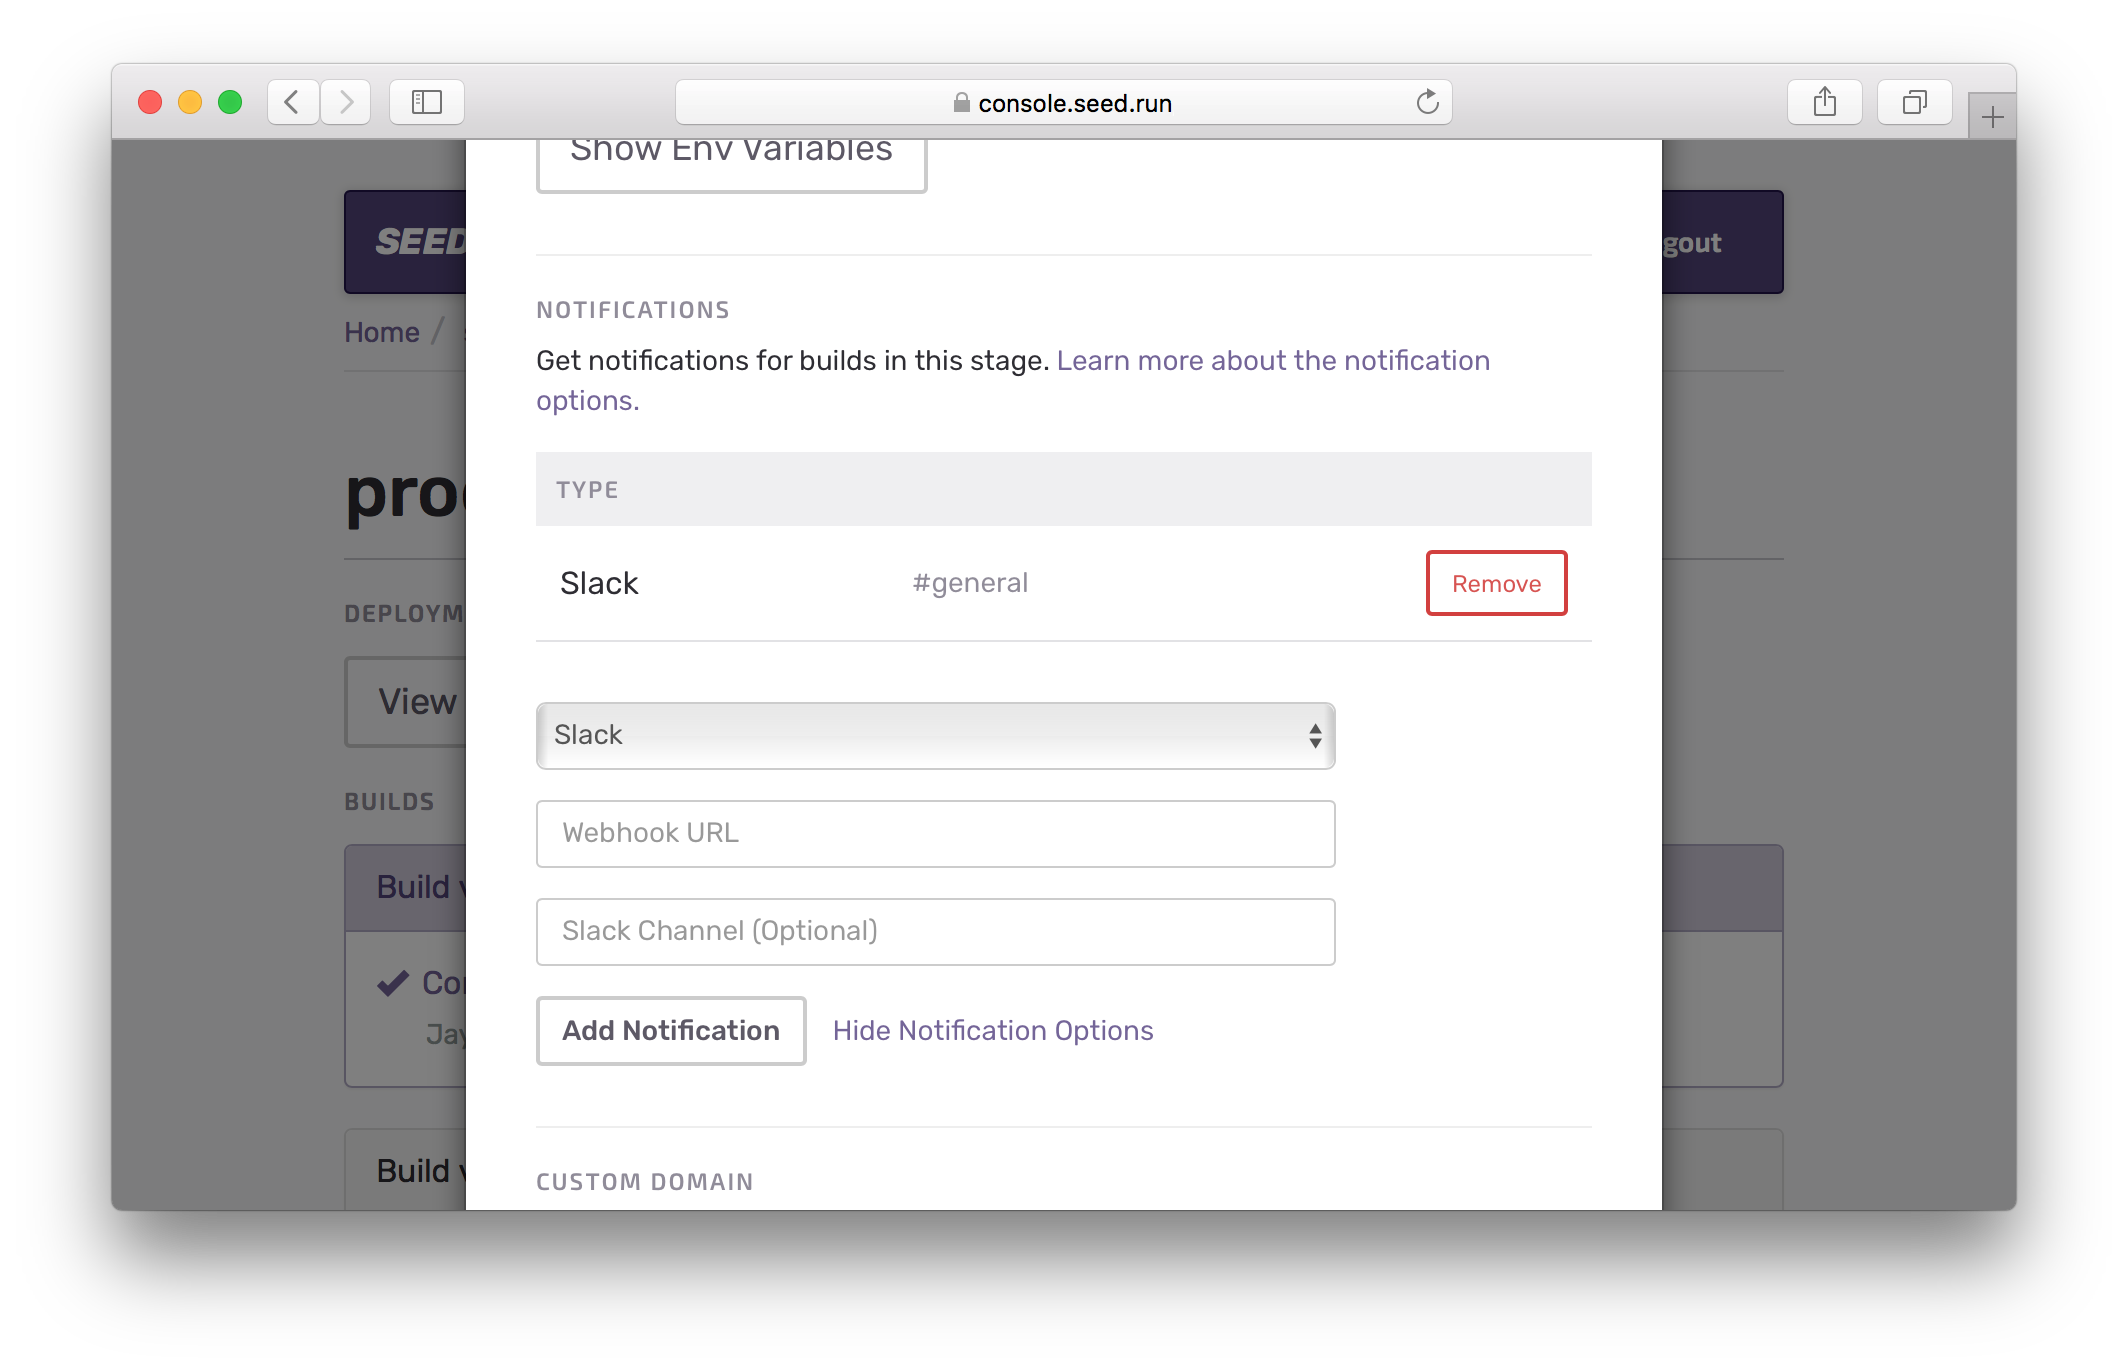 console.seed.run
Show Env Variables
SEED
gout
Home /
NOTIFICATIONS
Get notifications for builds in this stage. Learn more about the notification
options.
TYPE
Slack #general Remove
Slack
Webhook URL
Slack Channel (Optional)
Add Notification Hide Notification Options
CUSTOM DOMAIN
pro
DEPLOYM
View
BUILDS
Build
Co
Jay
Build